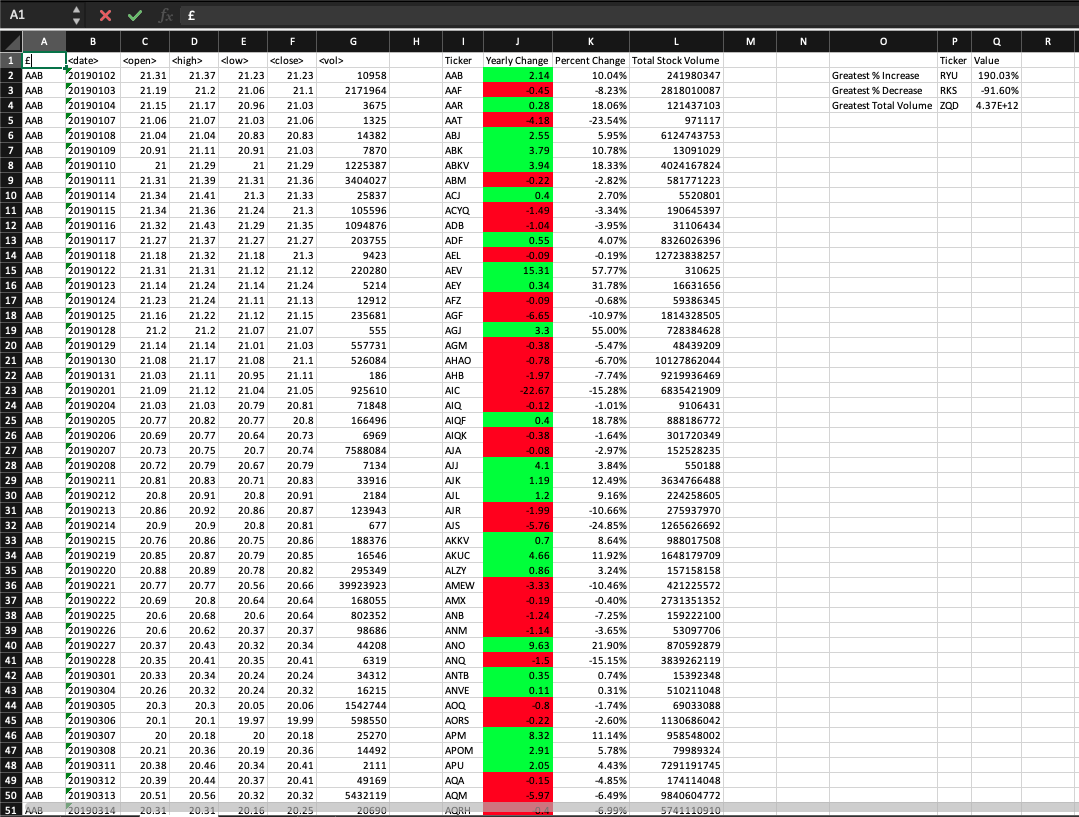 A1 fx £
A B C D E F G H I J K L M N O P Q R
1 £ <date> <open> <high> <low> <close> <vol> Ticker Yearly Change Percent Change Total Stock Volume Ticker Value
2 AAB 20190102 21.31 21.37 21.23 21.23 10958 AAB 2.14 10.04% 241980347 Greatest % Increase RYU 190.03%
3 AAB 20190103 21.19 21.2 21.06 21.1 2171964 AAF -0.45 -8.23% 2818010087 Greatest % Decrease RKS -91.60%
4 AAB 20190104 21.15 21.17 20.96 21.03 3675 AAR 0.28 18.06% 121437103 Greatest Total Volume ZQD 4.37E+12
5 AAB 20190107 21.06 21.07 21.03 21.06 1325 AAT -4.18 -23.54% 971117
6 AAB 20190108 21.04 21.04 20.83 20.83 14382 ABJ 2.55 5.95% 6124743753
7 AAB 20190109 20.91 21.11 20.91 21.03 7870 ABK 3.79 10.78% 13091029
8 AAB 20190110 21 21.29 21 21.29 1225387 ABKV 3.94 18.33% 4024167824
9 AAB 20190111 21.31 21.39 21.31 21.36 3404027 ABM -0.22 -2.82% 581771223
10 AAB 20190114 21.34 21.41 21.3 21.33 25837 ACJ 0.4 2.70% 5520801
11 AAB 20190115 21.34 21.36 21.24 21.3 105596 ACYQ -1.49 -3.34% 190645397
12 AAB 20190116 21.32 21.43 21.29 21.35 1094876 ADB -1.04 -3.95% 31106434
13 AAB 20190117 21.27 21.37 21.27 21.27 203755 ADF 0.55 4.07% 8326026396
14 AAB 20190118 21.18 21.32 21.18 21.3 9423 AEL -0.09 -0.19% 12723838257
15 AAB 20190122 21.31 21.31 21.12 21.12 220280 AEV 15.31 57.77% 310625
16 AAB 20190123 21.14 21.24 21.14 21.24 5214 AEY 0.34 31.78% 16631656
17 AAB 20190124 21.23 21.24 21.11 21.13 12912 AFZ -0.09 -0.68% 59386345
18 AAB 20190125 21.16 21.22 21.12 21.15 235681 AGF -6.65 -10.97% 1814328505
19 AAB 20190128 21.2 21.2 21.07 21.07 555 AGJ 3.3 55.00% 728384628
20 AAB 20190129 21.14 21.14 21.01 21.03 557731 AGM -0.38 -5.47% 48439209
21 AAB 20190130 21.08 21.17 21.08 21.1 526084 AHAO -0.78 -6.70% 10127862044
22 AAB 20190131 21.03 21.11 20.95 21.11 186 AHB -1.97 -7.74% 9219936469
23 AAB 20190201 21.09 21.12 21.04 21.05 925610 AIC -22.67 -15.28% 6835421909
24 AAB 20190204 21.03 21.03 20.79 20.81 71848 AIQ -0.12 -1.01% 9106431
25 AAB 20190205 20.77 20.82 20.77 20.8 166496 AIQF 0.4 18.78% 888186772
26 AAB 20190206 20.69 20.77 20.64 20.73 6969 AIQK -0.38 -1.64% 301720349
27 AAB 20190207 20.73 20.75 20.7 20.74 7588084 AJA -0.08 -2.97% 152528235
28 AAB 20190208 20.72 20.79 20.67 20.79 7134 AJJ 4.1 3.84% 550188
29 AAB 20190211 20.81 20.83 20.71 20.83 33916 AJK 1.19 12.49% 3634766488
30 AAB 20190212 20.8 20.91 20.8 20.91 2184 AJL 1.2 9.16% 224258605
31 AAB 20190213 20.86 20.92 20.86 20.87 123943 AJR -1.99 -10.66% 275937970
32 AAB 20190214 20.9 20.9 20.8 20.81 677 AJS -5.76 -24.85% 1265626692
33 AAB 20190215 20.76 20.86 20.75 20.86 188376 AKKV 0.7 8.64% 988017508
34 AAB 20190219 20.85 20.87 20.79 20.85 16546 AKUC 4.66 11.92% 1648179709
35 AAB 20190220 20.88 20.89 20.78 20.82 295349 ALZY 0.86 3.24% 157158158
36 AAB 20190221 20.77 20.77 20.56 20.66 39923923 AMEW -3.33 -10.46% 421225572
37 AAB 20190222 20.69 20.8 20.64 20.64 168055 AMX -0.19 -0.40% 2731351352
38 AAB 20190225 20.6 20.68 20.6 20.64 802352 ANB -1.24 -7.25% 159222100
39 AAB 20190226 20.6 20.62 20.37 20.37 98686 ANM -1.14 -3.65% 53097706
40 AAB 20190227 20.37 20.43 20.32 20.34 44208 ANO 9.63 21.90% 870592879
41 AAB 20190228 20.35 20.41 20.35 20.41 6319 ANQ -1.5 -15.15% 3839262119
42 AAB 20190301 20.33 20.34 20.24 20.24 34312 ANTB 0.35 0.74% 15392348
43 AAB 20190304 20.26 20.32 20.24 20.32 16215 ANVE 0.11 0.31% 510211048
44 AAB 20190305 20.3 20.3 20.05 20.06 1542744 AOQ -0.8 -1.74% 69033088
45 AAB 20190306 20.1 20.1 19.97 19.99 598550 AORS -0.22 -2.60% 1130686042
46 AAB 20190307 20 20.18 20 20.18 25270 APM 8.32 11.14% 958548002
47 AAB 20190308 20.21 20.36 20.19 20.36 14492 APOM 2.91 5.78% 79989324
48 AAB 20190311 20.38 20.46 20.34 20.41 2111 APU 2.05 4.43% 7291191745
49 AAB 20190312 20.39 20.44 20.37 20.41 49169 AQA -0.15 -4.85% 174114048
50 AAB 20190313 20.51 20.56 20.32 20.32 5432119 AQM -5.97 -6.49% 9840604772
51 AAB 20190314 20.31 20.31 20.16 20.25 20690 AQRH -0.4 -6.99% 5741110910